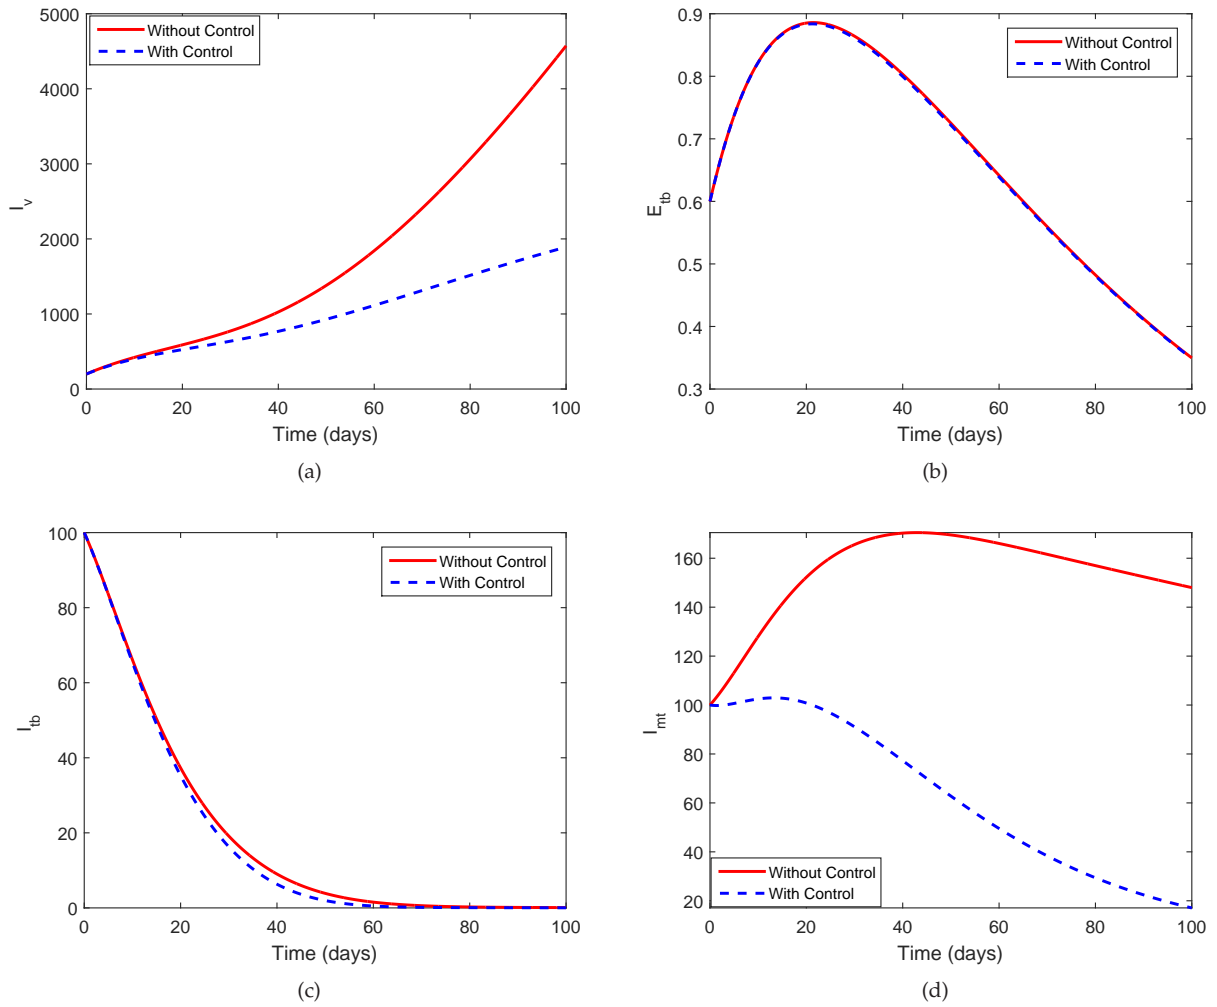 5000
4000
3000
2000
1000
0
I_v
0 20 40 60 80 100
Time (days)
Without Control
With Control
(a)
0.9
0.8
0.7
0.6
0.5
0.4
0.3
E_tb
0 20 40 60 80 100
Time (days)
Without Control
With Control
(b)
100
80
60
40
20
0
I_tb
0 20 40 60 80 100
Time (days)
Without Control
With Control
(c)
160
140
120
100
80
60
40
20
I_mt
0 20 40 60 80 100
Time (days)
Without Control
With Control
(d)